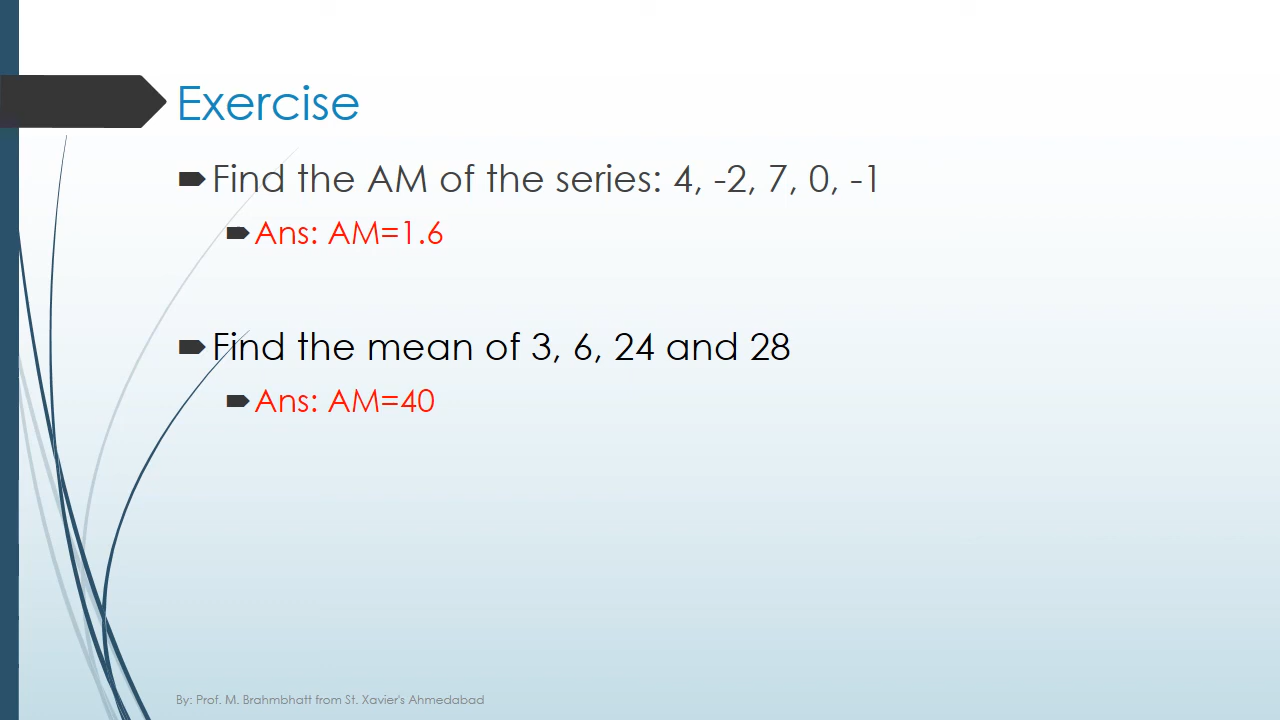 Exercise
Find the AM of the series: 4, -2, 7, 0, -1
Ans: AM=1.6
Find the mean of 3, 6, 24 and 28
Ans: AM=40
By: Prof. M. Brahmbhatt from St. Xavier's Ahmedabad